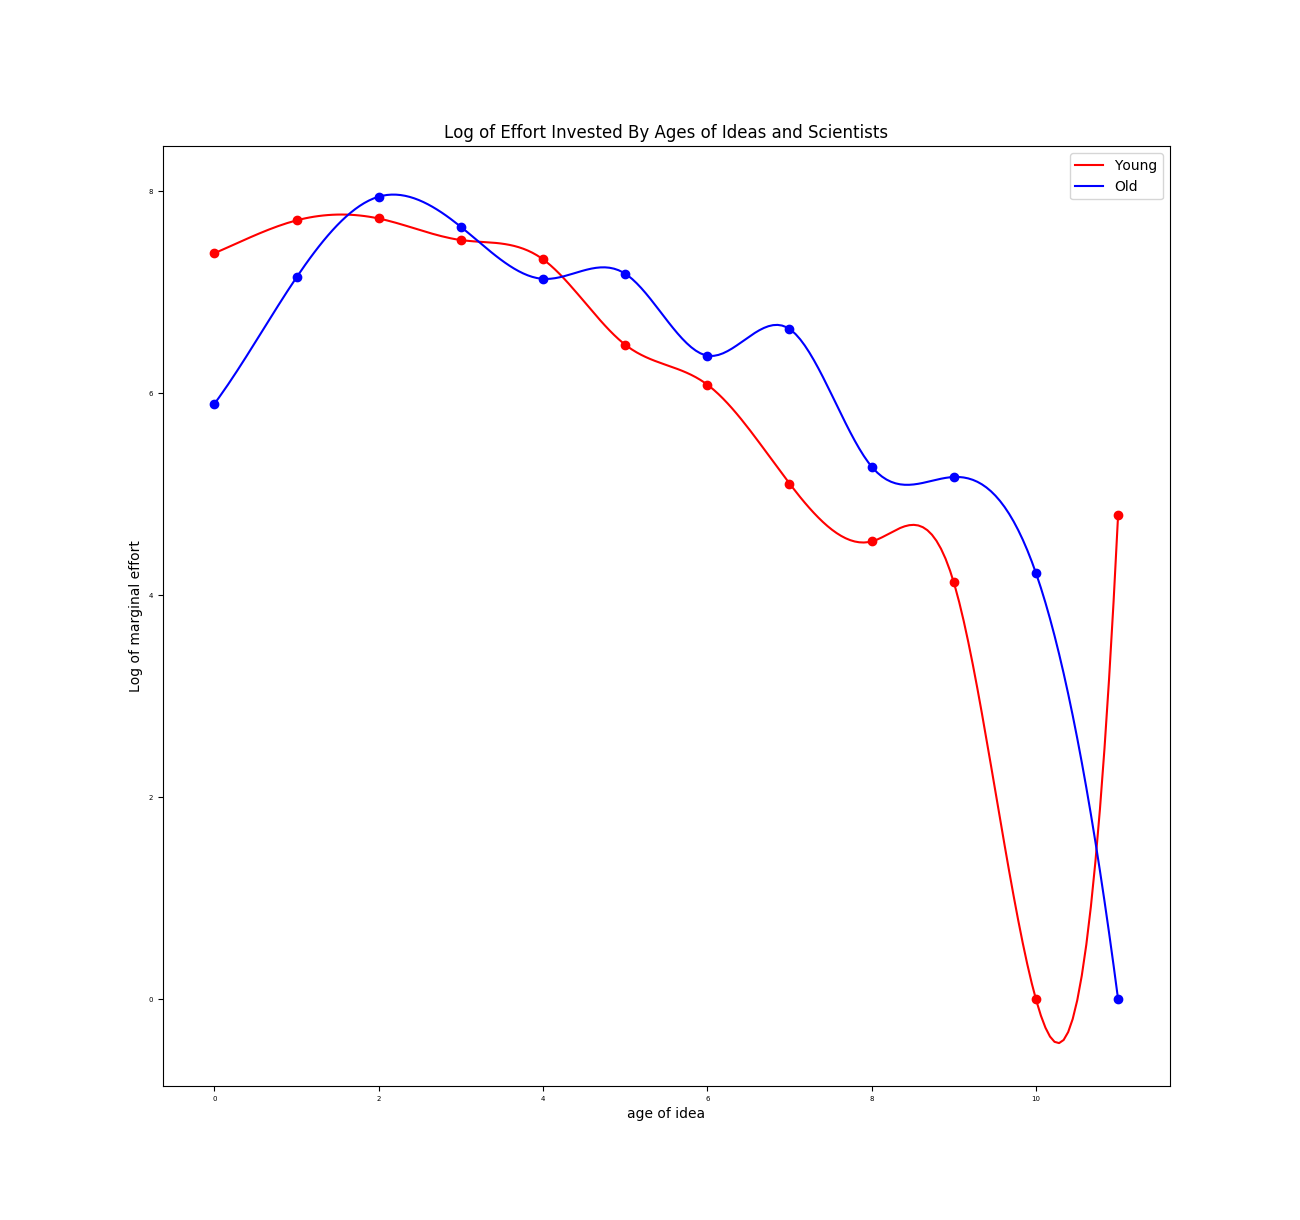 Log of Effort Invested By Ages of Ideas and Scientists
Young
Old
8
6
4
2
0
Log of marginal effort
0 2 4 6 8 10
age of idea